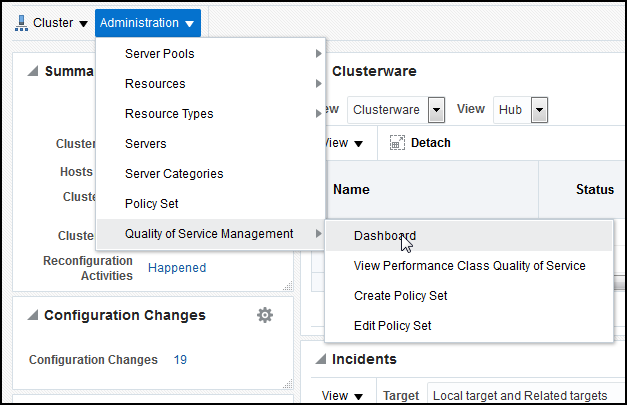 Cluster Administration
Server Pools
Resources
Resource Types
Servers
Server Categories
Policy Set
Quality of Service Management
Dashboard
View Performance Class Quality of Service
Create Policy Set
Edit Policy Set
Summa
Cluste
Hosts
Cluste
Cluste
Reconfiguration
Activities
Happened
Configuration Changes
Configuration Changes 19
Clusterware
ew Clusterware View Hub
iew Detach
Name Status
Incidents
View Target Local target and Related targets